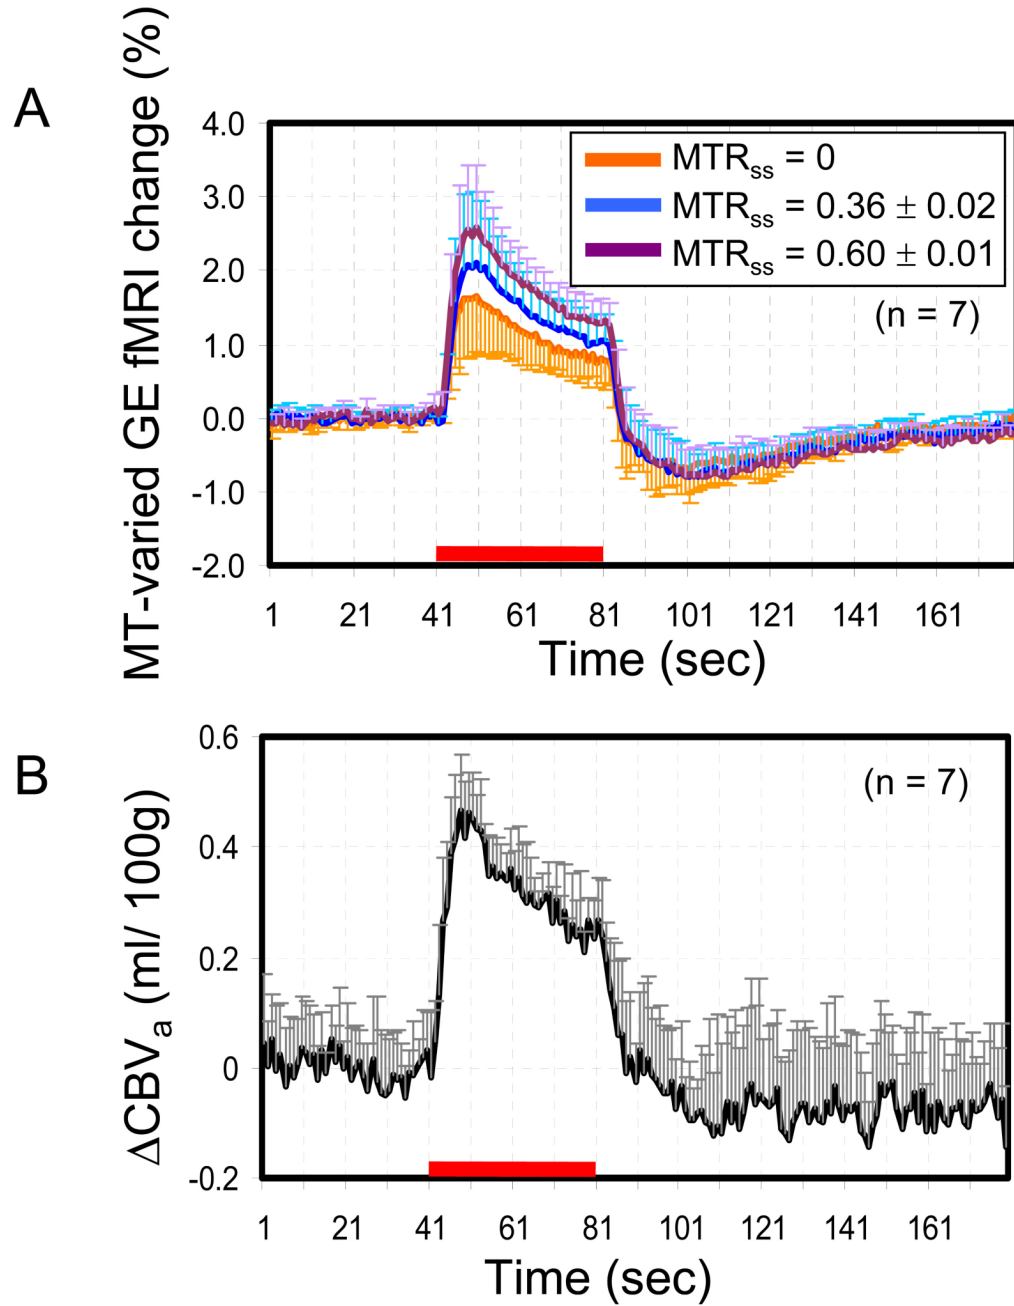 A
MT-varied GE fMRI change (%)
4.0
3.0
2.0
1.0
0.0
-1.0
-2.0
MTRss = 0
MTRss = 0.36 ± 0.02
MTRss = 0.60 ± 0.01
(n = 7)
1 21 41 61 81 101 121 141 161
Time (sec)
B
ΔCBVa (ml/ 100g)
0.6
0.4
0.2
0
-0.2
(n = 7)
1 21 41 61 81 101 121 141 161
Time (sec)